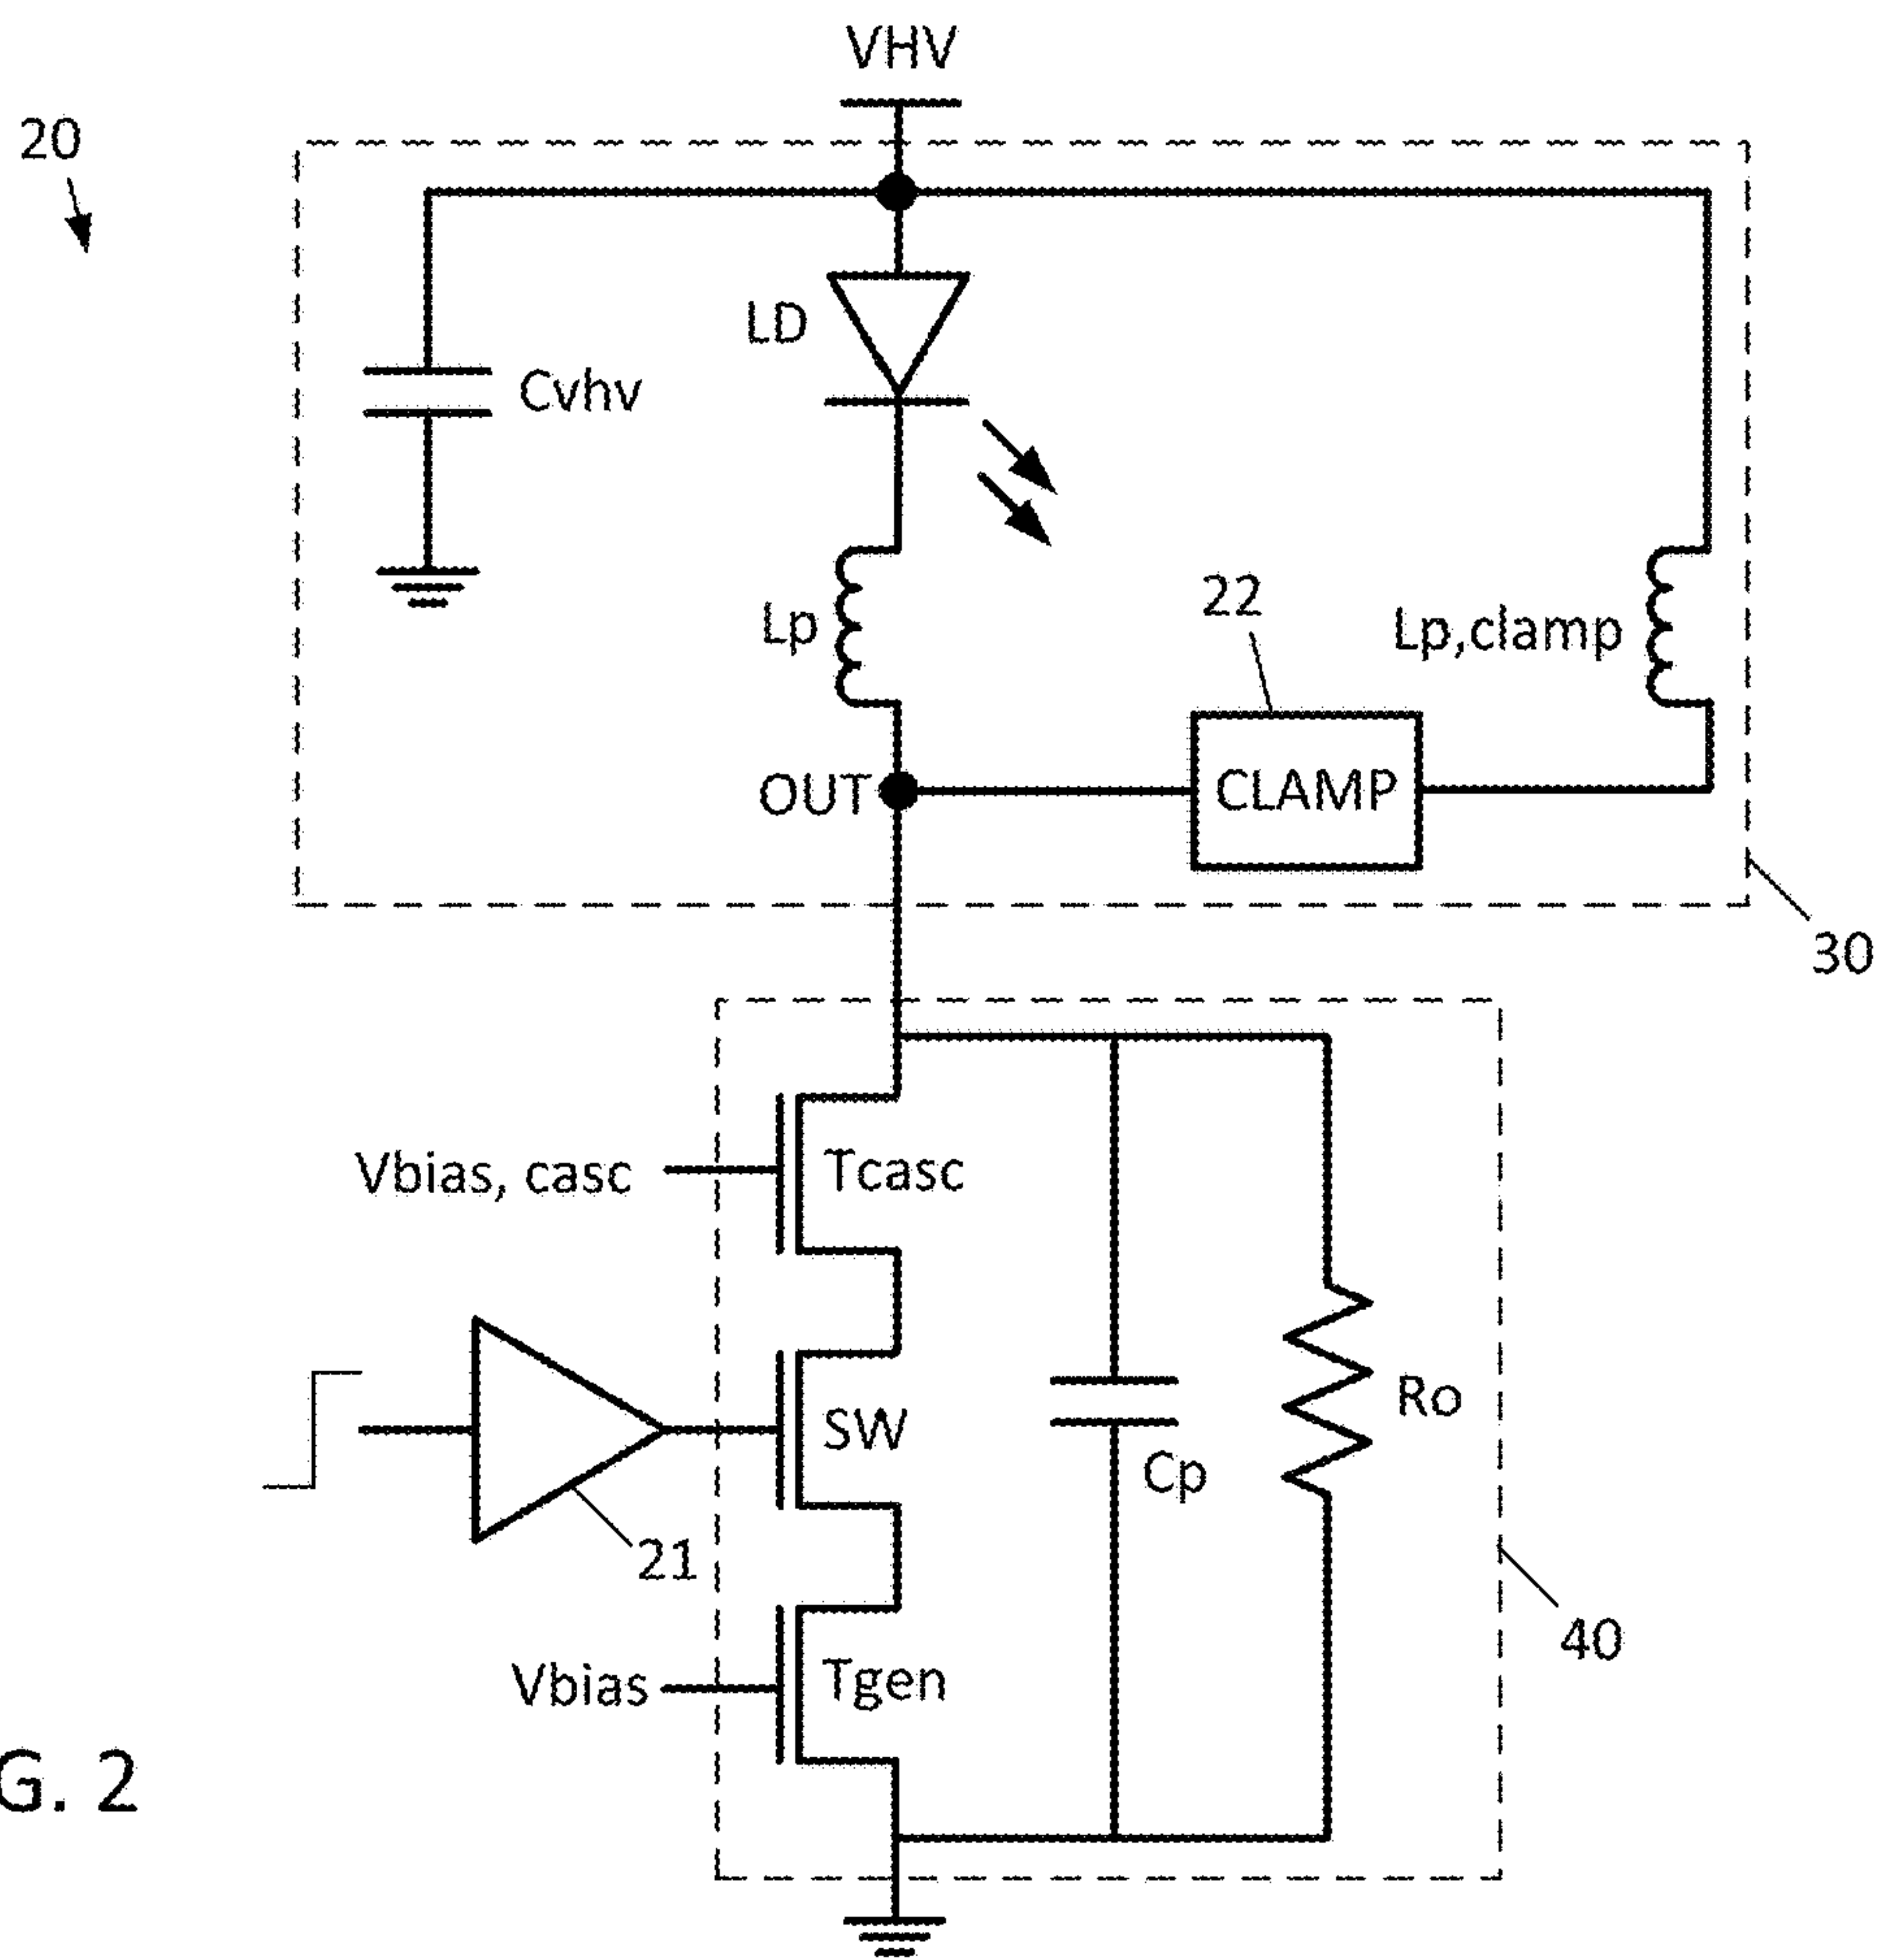 VHV
20
LD
Cvhv
22
Lp
Lp,clamp
OUT
CLAMP
30
Vbias, casc
Tcasc
SW
Ro
Cp
21
40
Vbias
Tgen
G. 2